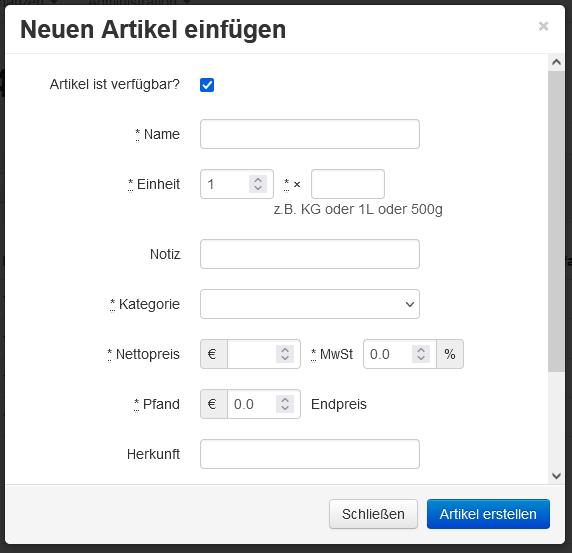 Administration
Neuen Artikel einfügen ×
Artikel ist verfügbar?
* Name
* Einheit 1 * ×
z.B. KG oder 1L oder 500g
Notiz
* Kategorie
* Nettopreis € * MwSt 0.0 %
* Pfand € 0.0 Endpreis
Herkunft
Schließen Artikel erstellen